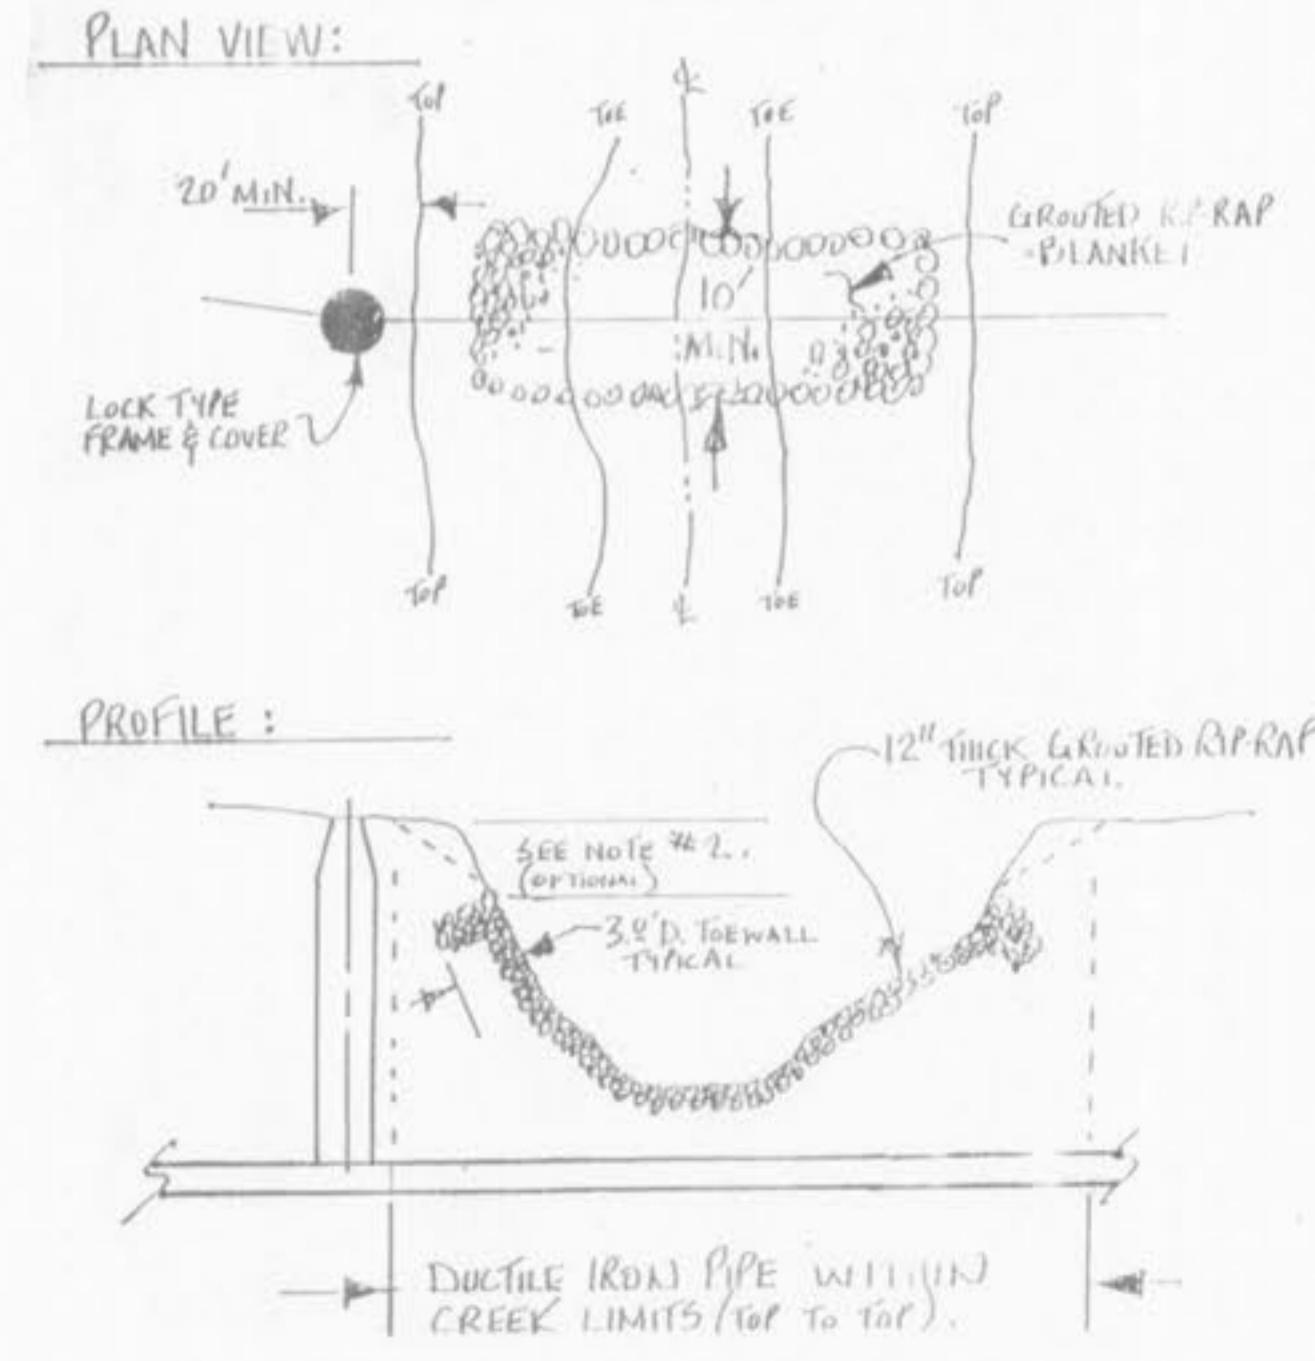 PLAN VIEW:
℄
TOP
TOE
TOE
TOP
20' MIN.
GROUTED RIP-RAP
BLANKET
10'
MIN.
LOCK TYPE
FRAME & COVER
TOP
TOE
℄
TOE
TOP
PROFILE :
12" THICK GROUTED RIP-RAP
TYPICAL.
SEE NOTE #2.
(OPTIONAL)
3.0' D. TOEWALL
TYPICAL
DUCTILE IRON PIPE WITHIN
CREEK LIMITS (TOP TO TOP).